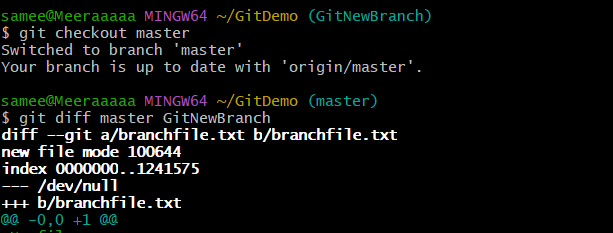 samee@Meeraaaaa MINGW64 ~/GitDemo (GitNewBranch)
$ git checkout master
Switched to branch 'master'
Your branch is up to date with 'origin/master'.
samee@Meeraaaaa MINGW64 ~/GitDemo (master)
$ git diff master GitNewBranch
diff --git a/branchfile.txt b/branchfile.txt
new file mode 100644
index 0000000..1241575
--- /dev/null
+++ b/branchfile.txt
@@ -0,0 +1 @@